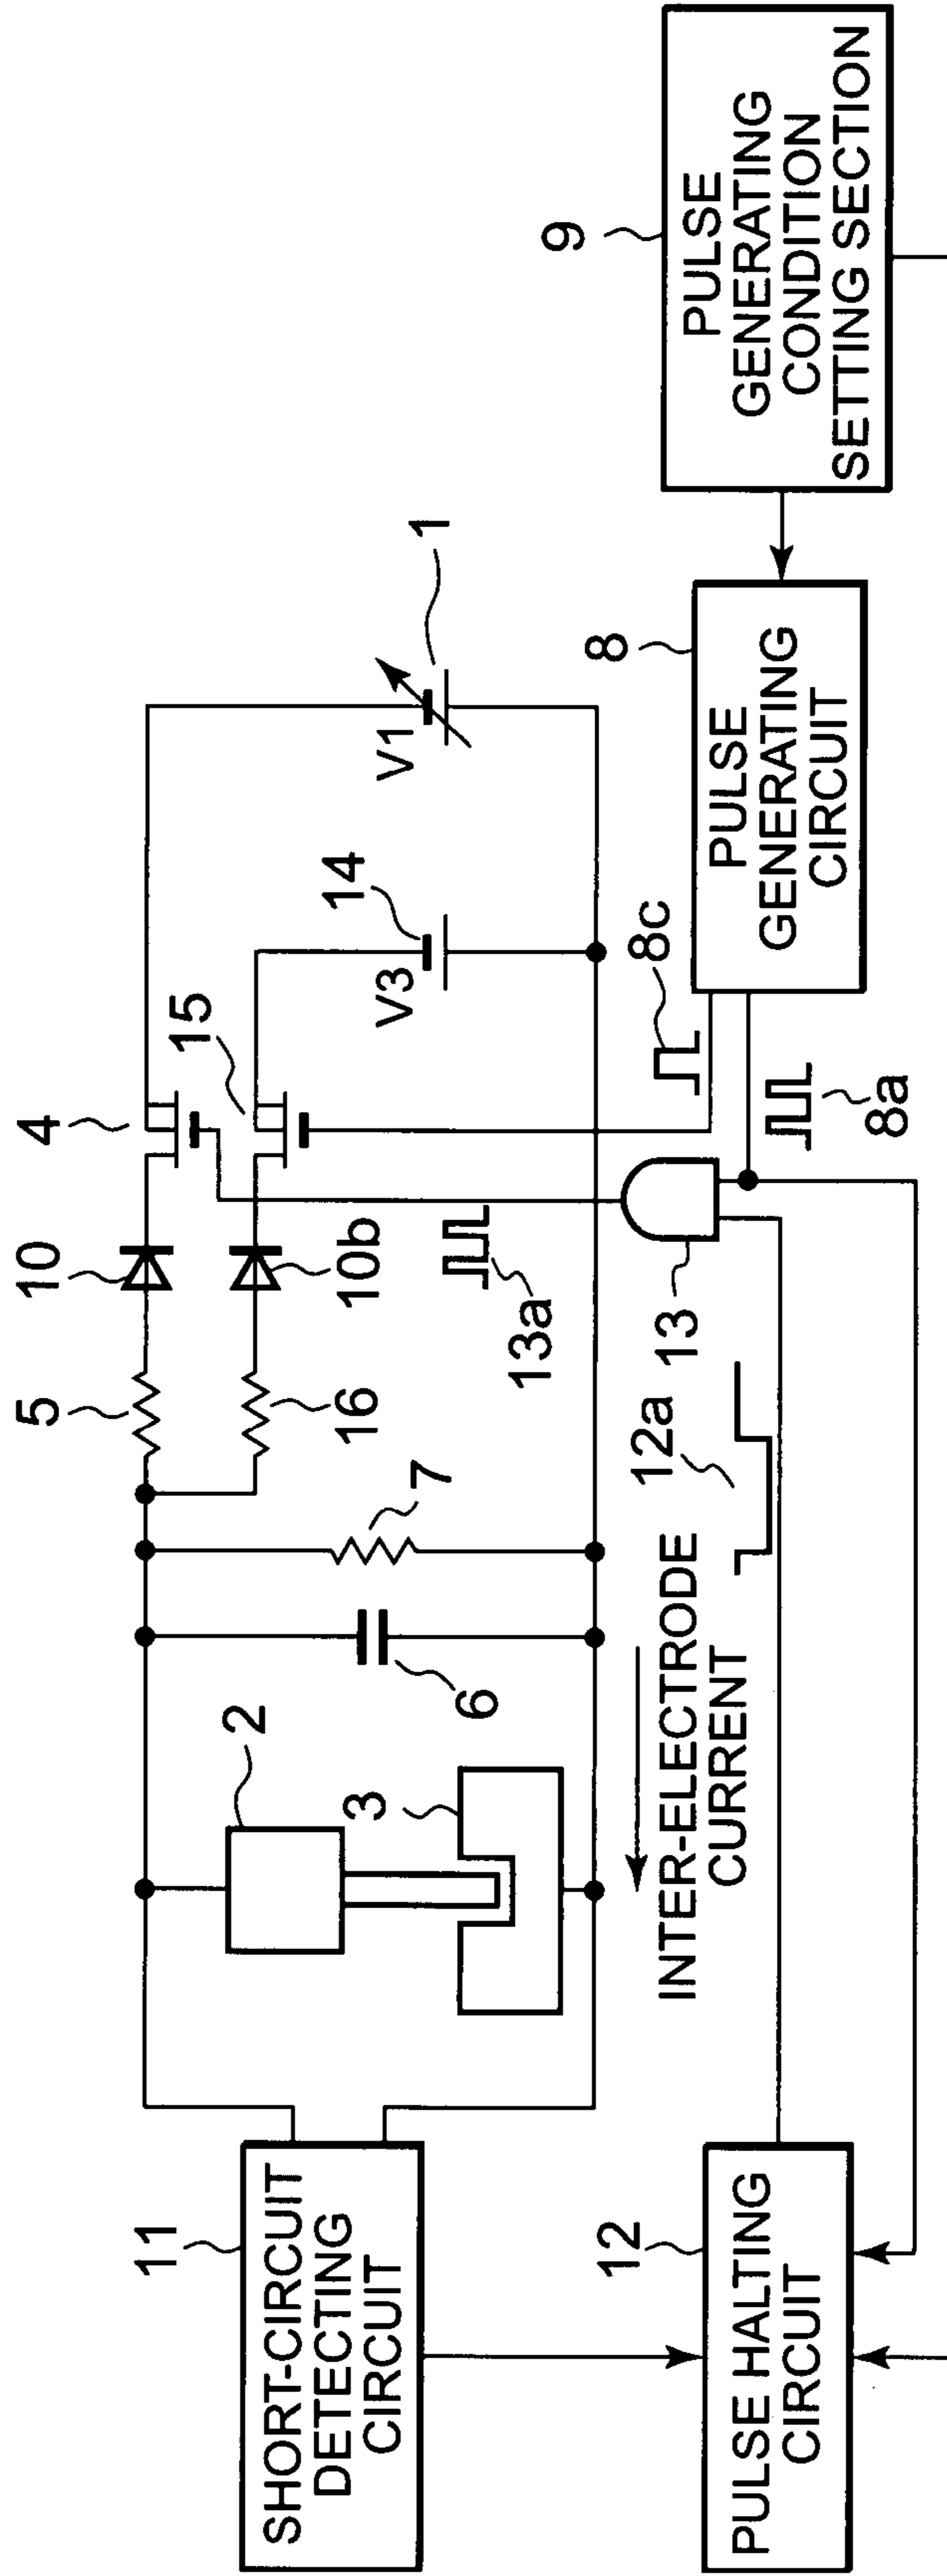 4
10
5
15
1
V1
14
V3
10b
16
7
6
2
3
13a
8c
8a
13
12a
INTER-ELECTRODE
CURRENT
11
SHORT-CIRCUIT
DETECTING
CIRCUIT
12
PULSE HALTING
CIRCUIT
8
PULSE
GENERATING
CIRCUIT
9
PULSE
GENERATING
CONDITION
SETTING SECTION